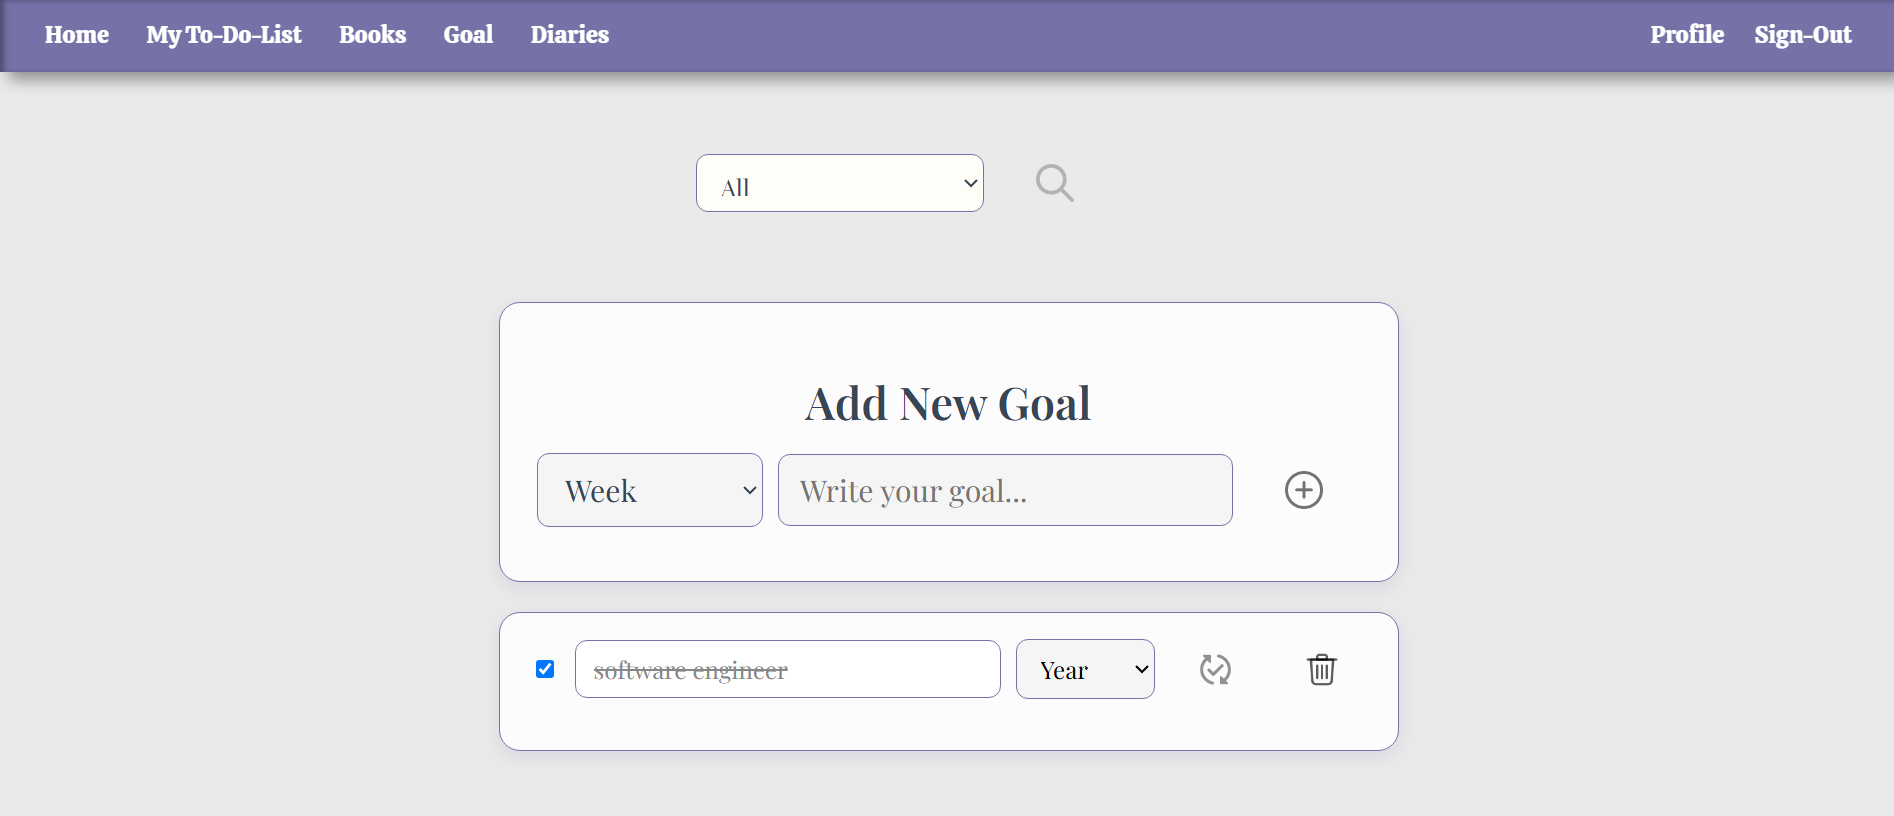 Home My To-Do-List Books Goal Diaries Profile Sign-Out
All
Add New Goal
Week Write your goal...
software engineer Year